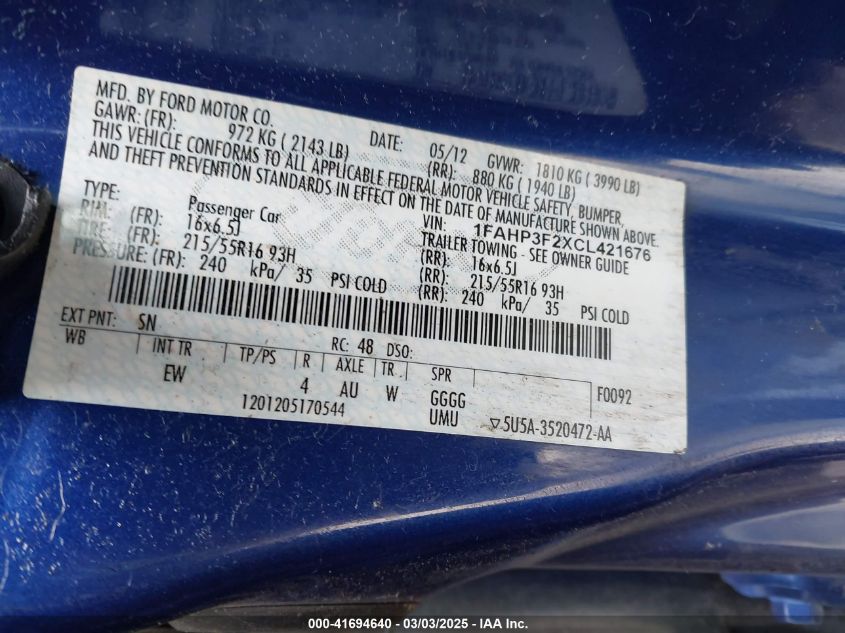 MFD. BY FORD MOTOR CO.
DATE: 05/12 GVWR: 1810 KG ( 3990 LB)
GAWR: (FR): 972 KG ( 2143 LB) (RR): 880 KG ( 1940 LB)
THIS VEHICLE CONFORMS TO ALL APPLICABLE FEDERAL MOTOR VEHICLE SAFETY, BUMPER,
AND THEFT PREVENTION STANDARDS IN EFFECT ON THE DATE OF MANUFACTURE SHOWN ABOVE.
VIN: 1FAHP3F2XCL421676
TYPE: Passenger Car TRAILER TOWING - SEE OWNER GUIDE
RIM: (FR): 16x6.5J (RR): 16x6.5J
TIRE: (FR): 215/55R16 93H (RR): 215/55R16 93H
PRESSURE: (FR): 240 kPa/ 35 PSI COLD (RR): 240 kPa/ 35 PSI COLD
EXT PNT: SN RC: 48 DSO: F0092
WB INT TR TP/PS R AXLE TR SPR
EW 4 AU W GGGG
1201205170544 UMU ▽5U5A-3520472-AA
000-41694640 - 03/03/2025 - IAA Inc.